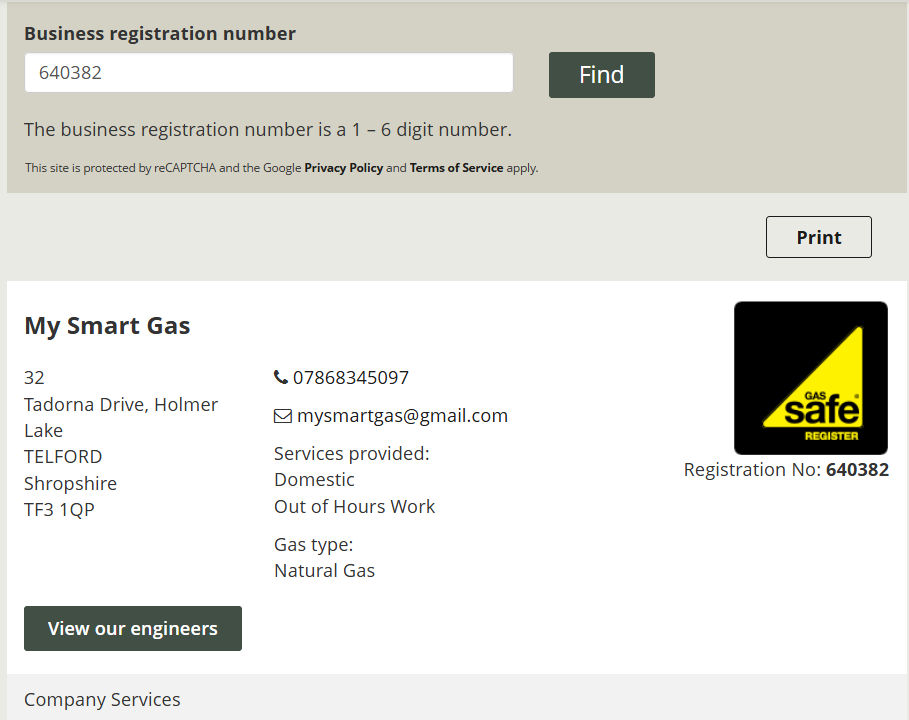 Business registration number
640382
Find
The business registration number is a 1 – 6 digit number.
This site is protected by reCAPTCHA and the Google Privacy Policy and Terms of Service apply.
Print
My Smart Gas
32
Tadorna Drive, Holmer
Lake
TELFORD
Shropshire
TF3 1QP
07868345097
mysmartgas@gmail.com
Services provided:
Domestic
Out of Hours Work
Gas type:
Natural Gas
GAS
safe
REGISTER
Registration No: 640382
View our engineers
Company Services